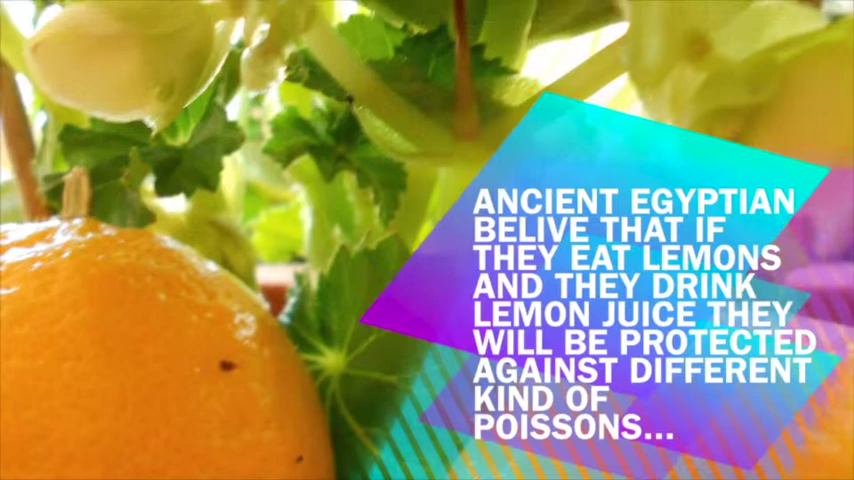 ANCIENT EGYPTIAN
BELIVE THAT IF
THEY EAT LEMONS
AND THEY DRINK
LEMON JUICE THEY
WILL BE PROTECTED
AGAINST DIFFERENT
KIND OF
POISSONS...